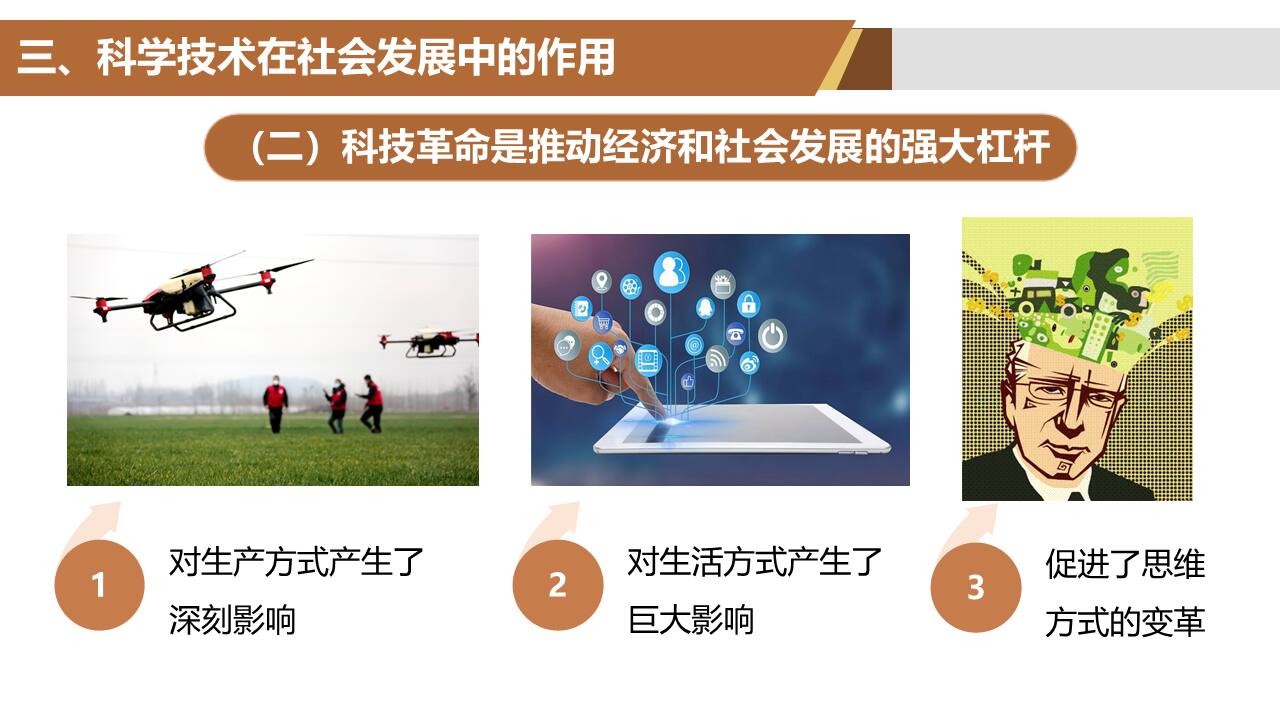 三、科学技术在社会发展中的作用
（二）科技革命是推动经济和社会发展的强大杠杆
1
对生产方式产生了
深刻影响
2
对生活方式产生了
巨大影响
3
促进了思维
方式的变革